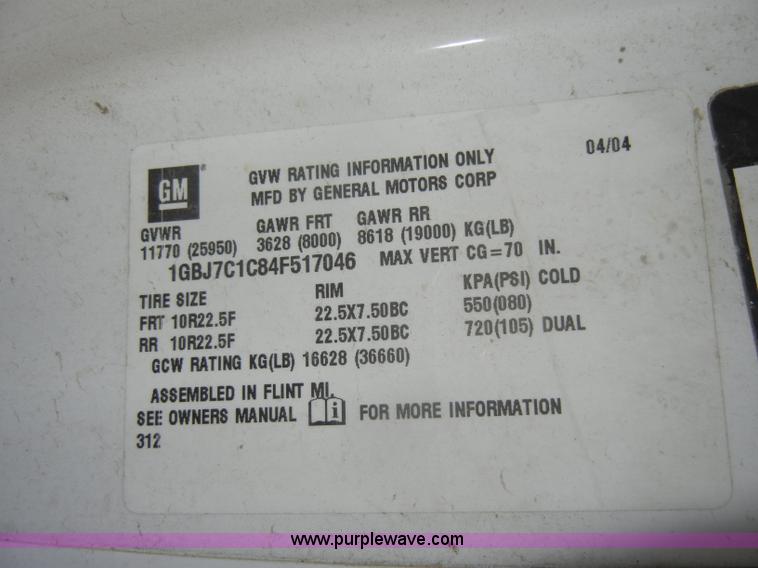 GM
GVW RATING INFORMATION ONLY
04/04
MFD BY GENERAL MOTORS CORP
GVWR GAWR FRT GAWR RR
11770 (25950) 3628 (8000) 8618 (19000) KG(LB)
1GBJ7C1C84F517046 MAX VERT CG=70 IN.
TIRE SIZE RIM KPA(PSI) COLD
FRT 10R22.5F 22.5X7.50BC 550(080)
RR 10R22.5F 22.5X7.50BC 720(105) DUAL
GCW RATING KG(LB) 16628 (36660)
ASSEMBLED IN FLINT MI.
SEE OWNERS MANUAL i FOR MORE INFORMATION
312
www.purplewave.com